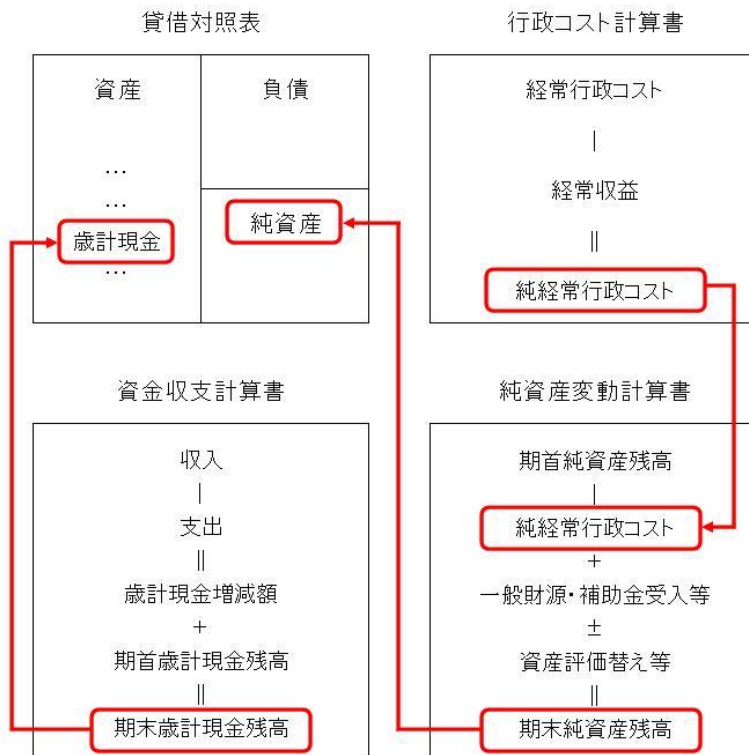 貸借対照表
資産
負債
…
…
歳計現金
…
純資産
行政コスト計算書
経常行政コスト
|
経常収益
||
純経常行政コスト
資金収支計算書
収入
|
支出
||
歳計現金増減額
+
期首歳計現金残高
||
期末歳計現金残高
純資産変動計算書
期首純資産残高
|
純経常行政コスト
+
一般財源・補助金受入等
±
資産評価替え等
||
期末純資産残高